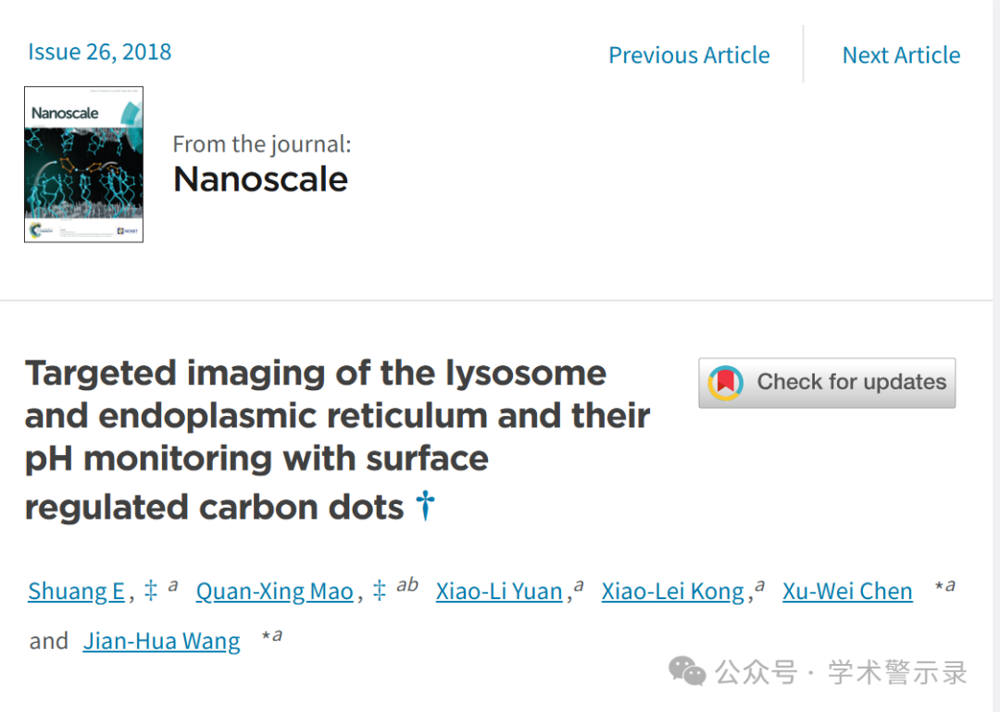 Issue 26, 2018
Previous Article
Next Article
Nanoscale
From the journal:
Nanoscale
Targeted imaging of the lysosome
and endoplasmic reticulum and their
pH monitoring with surface
regulated carbon dots †
Check for updates
Shuang E, ‡ a Quan-Xing Mao, ‡ ab Xiao-Li Yuan,a Xiao-Lei Kong,a Xu-Wei Chen *a
and Jian-Hua Wang *a
公众号 · 学术警示录